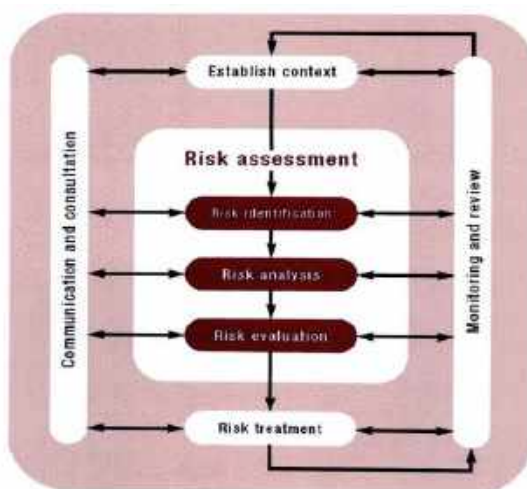 Establish context
Communication and consultation
Monitoring and review
Risk assessment
Risk identification
Risk analysis
Risk evaluation
Risk treatment